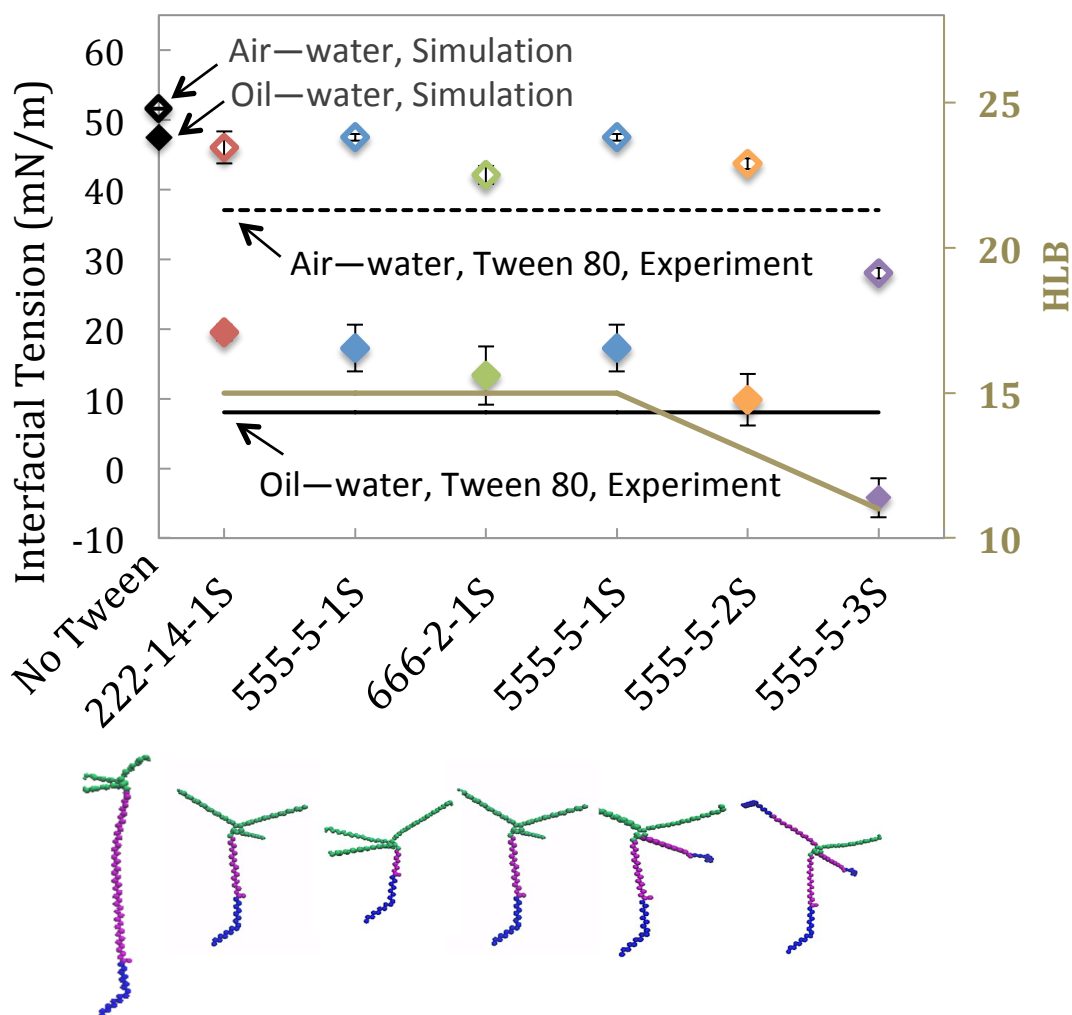 Interfacial Tension (mN/m)
60
50
40
30
20
10
0
-10
Air—water, Simulation
Oil—water, Simulation
Air—water, Tween 80, Experiment
Oil—water, Tween 80, Experiment
25
20
15
10
HLB
No Tween
222-14-1S
555-5-1S
666-2-1S
555-5-1S
555-5-2S
555-5-3S